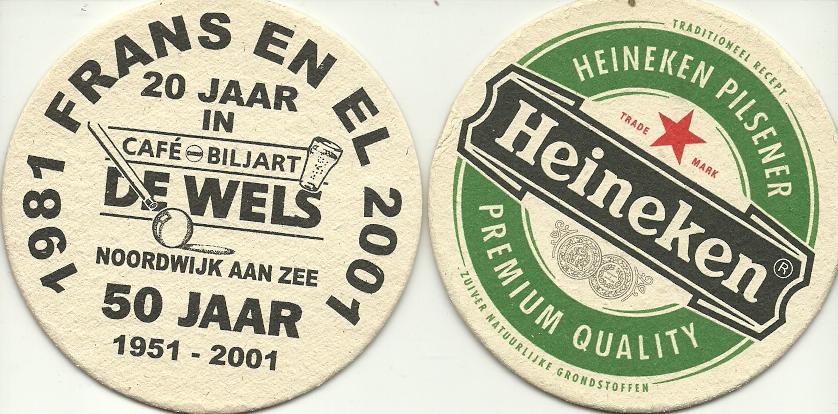 1981 FRANS EN EL 2001
20 JAAR
IN
CAFÉ BILJART
DE WELS
NOORDWIJK AAN ZEE
50 JAAR
1951 - 2001
TRADITIONEEL RECEPT
HEINEKEN PILSENER
TRADE MARK
Heineken ®
PREMIUM QUALITY
ZUIVER NATUURLIJKE GRONDSTOFFEN